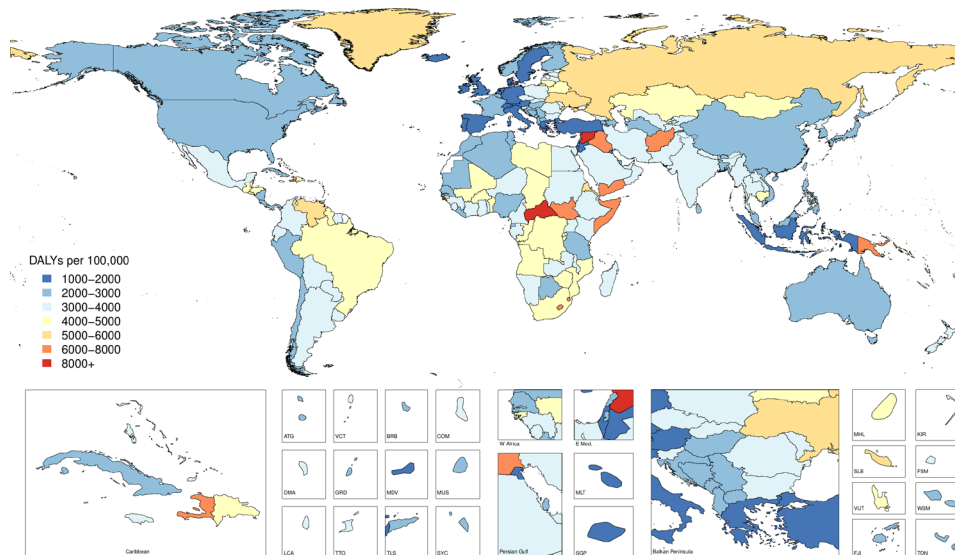 DALYs per 100,000
1000–2000
2000–3000
3000–4000
4000–5000
5000–6000
6000–8000
8000+
Caribbean
ATG
VCT
BRB
COM
DMA
GRD
MDV
MUS
LCA
TTO
TLS
SYC
W Africa
E Med.
Persian Gulf
MLT
SGP
Balkan Peninsula
MHL
KIR
SLB
FSM
VUT
WSM
FJI
TON